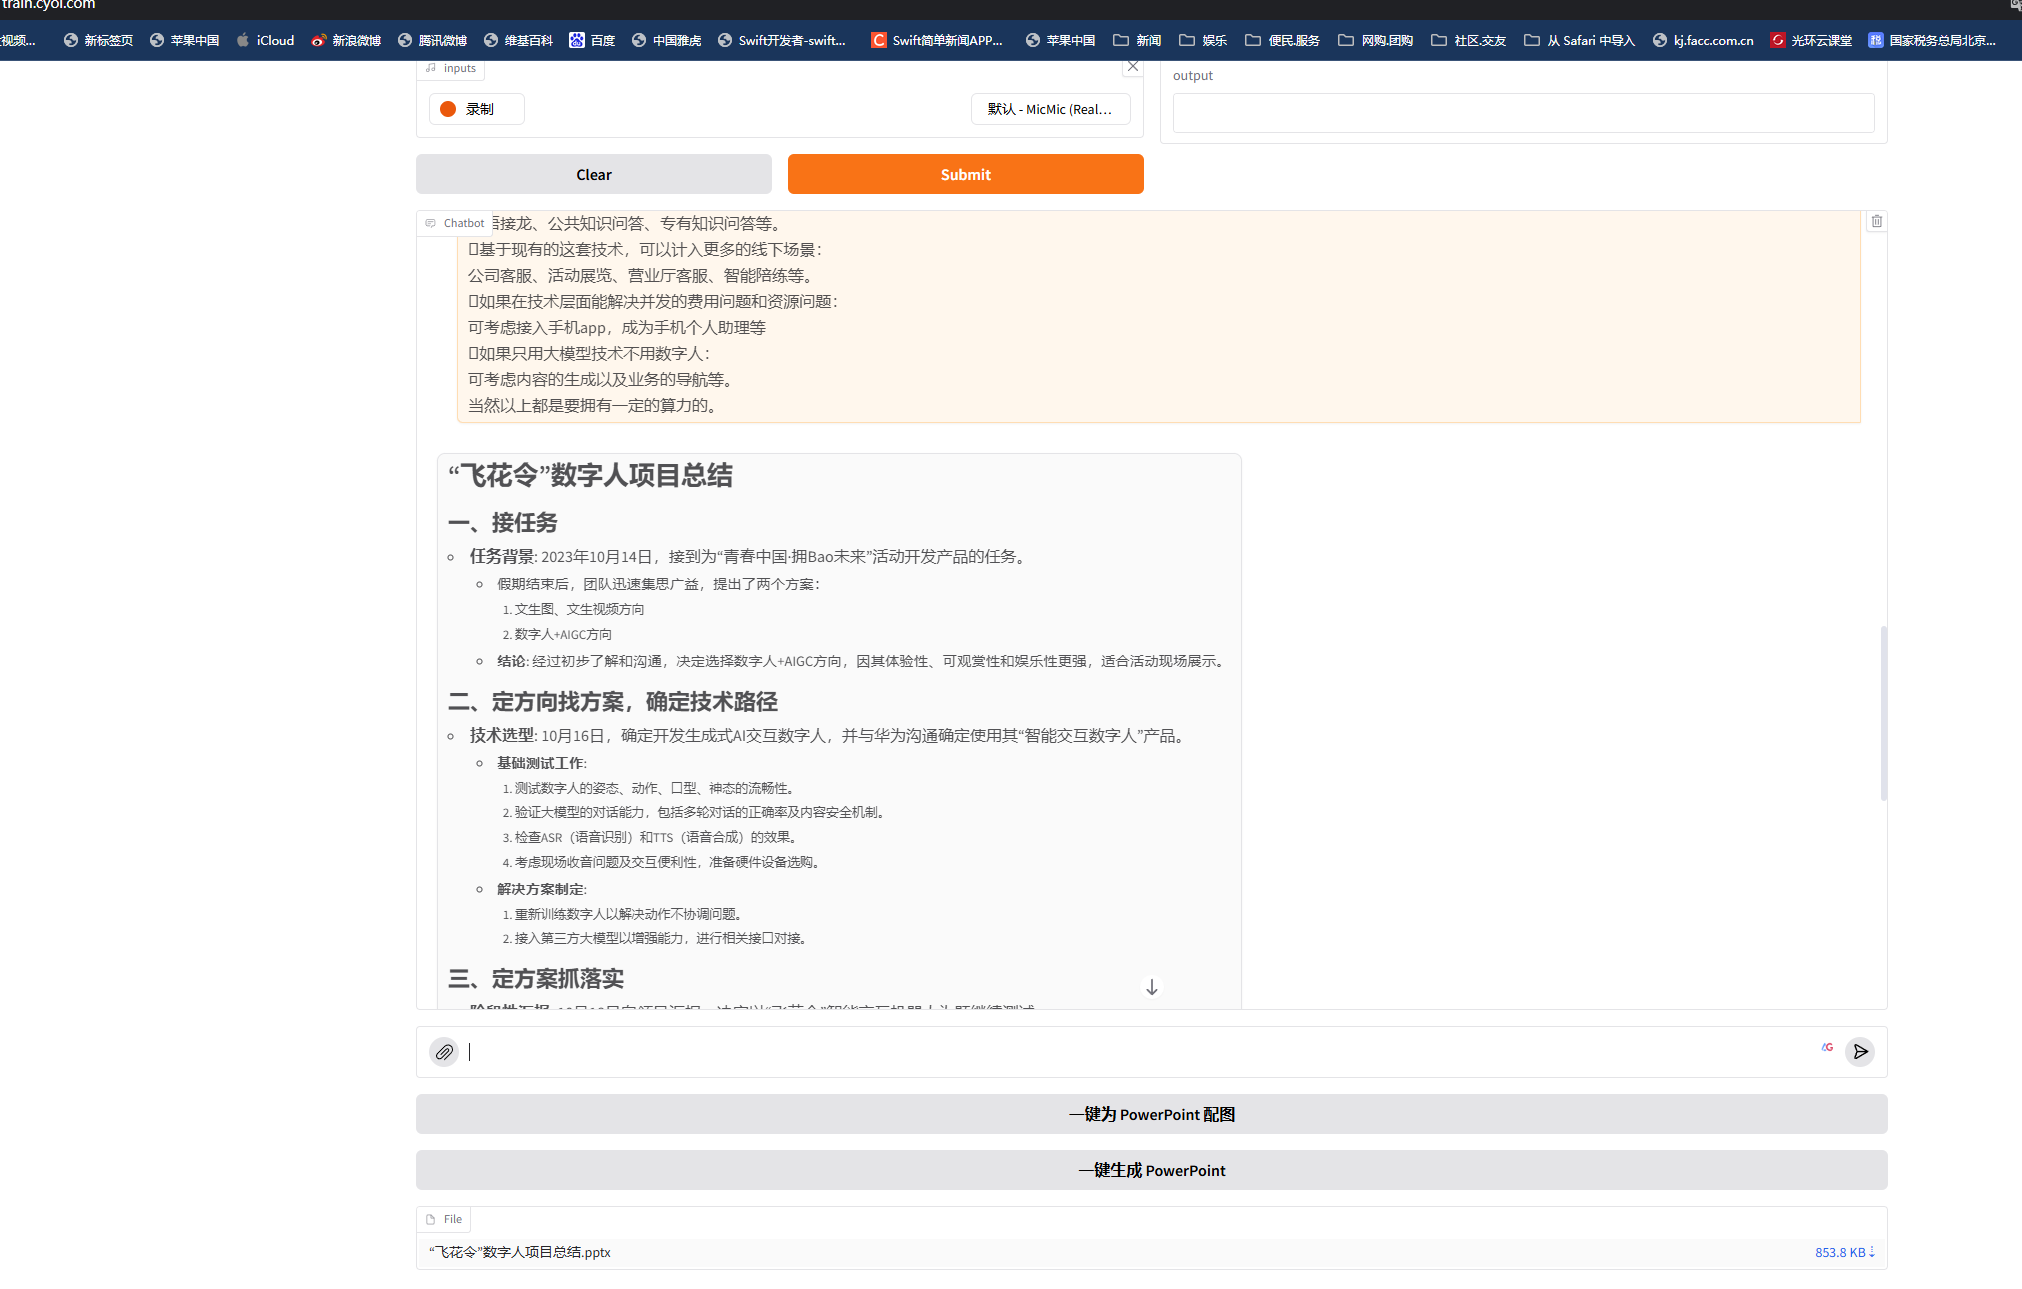 train.cyol.com
视频...
新标签页
苹果中国
iCloud
新浪微博
腾讯微博
维基百科
百度
中国雅虎
Swift开发者-swift...
Swift简单新闻APP...
苹果中国
新闻
娱乐
便民.服务
网购.团购
社区.交友
从 Safari 中导入
kj.facc.com.cn
光环云课堂
国家税务总局北京...
inputs
output
录制
默认 - MicMic (Real...
Clear
Submit
Chatbot
语接龙、公共知识问答、专有知识问答等。
基于现有的这套技术，可以计入更多的线下场景：
公司客服、活动展览、营业厅客服、智能陪练等。
如果在技术层面能解决并发的费用问题和资源问题：
可考虑接入手机app，成为手机个人助理等
如果只用大模型技术不用数字人：
可考虑内容的生成以及业务的导航等。
当然以上都是要拥有一定的算力的。
“飞花令”数字人项目总结
一、接任务
任务背景: 2023年10月14日，接到为“青春中国·拥Bao未来”活动开发产品的任务。
假期结束后，团队迅速集思广益，提出了两个方案：
1. 文生图、文生视频方向
2. 数字人+AIGC方向
结论: 经过初步了解和沟通，决定选择数字人+AIGC方向，因其体验性、可观赏性和娱乐性更强，适合活动现场展示。
二、定方向找方案，确定技术路径
技术选型: 10月16日，确定开发生成式AI交互数字人，并与华为沟通确定使用其“智能交互数字人”产品。
基础测试工作:
1. 测试数字人的姿态、动作、口型、神态的流畅性。
2. 验证大模型的对话能力，包括多轮对话的正确率及内容安全机制。
3. 检查ASR（语音识别）和TTS（语音合成）的效果。
4. 考虑现场收音问题及交互便利性，准备硬件设备选购。
解决方案制定:
1. 重新训练数字人以解决动作不协调问题。
2. 接入第三方大模型以增强能力，进行相关接口对接。
三、定方案抓落实
一键为 PowerPoint 配图
一键生成 PowerPoint
File
“飞花令”数字人项目总结.pptx
853.8 KB ⇣